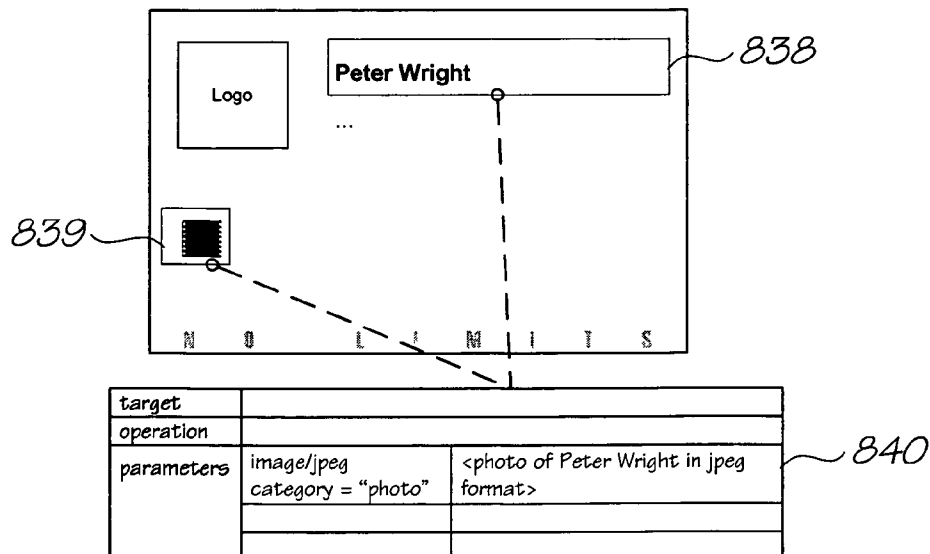 838
Peter Wright
Logo
...
839
N O L I M I T S
target
operation
parameters
image/jpeg
category = "photo"
<photo of Peter Wright in jpeg
format>
840